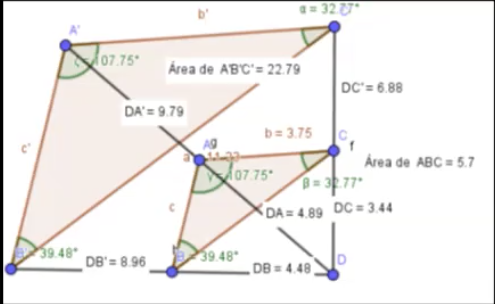 b'
α = 32.77°
A'
107.75°
Área de A'B'C' = 22.79
DC' = 6.88
DA' = 9.79
c'
b = 3.75
C
f
A
g
Área de ABC = 5.7
107.75°
β = 32.77°
c
DA = 4.89
DC = 3.44
B'
39.48°
B
39.48°
DB' = 8.96
DB = 4.48
D